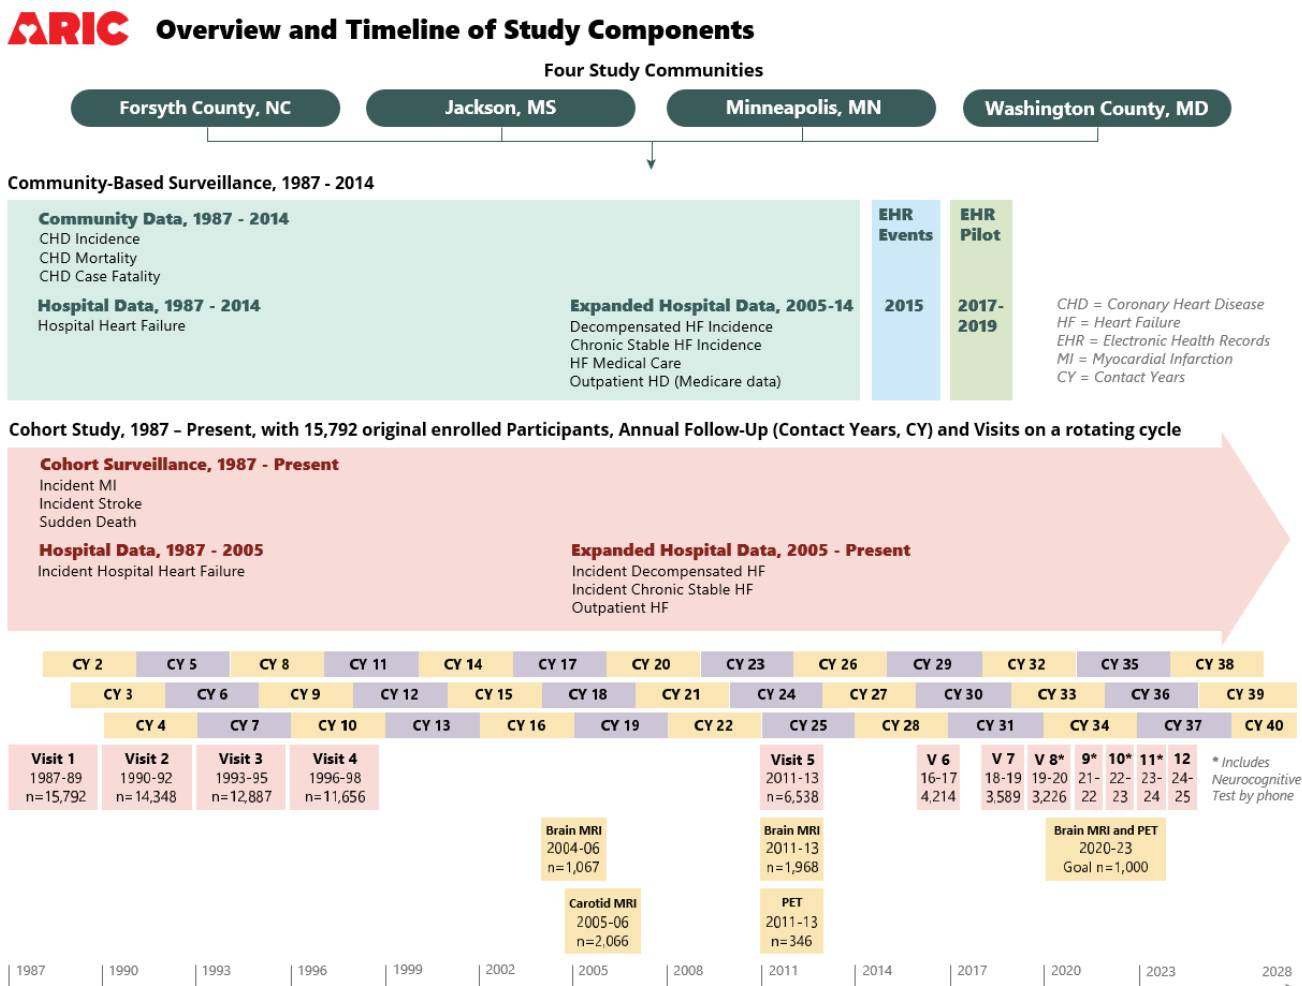 ARIC Overview and Timeline of Study Components
Four Study Communities
Forsyth County, NC
Jackson, MS
Minneapolis, MN
Washington County, MD
Community-Based Surveillance, 1987 - 2014
Community Data, 1987 - 2014
CHD Incidence
CHD Mortality
CHD Case Fatality
Hospital Data, 1987 - 2014
Hospital Heart Failure
Expanded Hospital Data, 2005-14
Decompensated HF Incidence
Chronic Stable HF Incidence
HF Medical Care
Outpatient HD (Medicare data)
EHR
Events
2015
EHR
Pilot
2017-
2019
CHD = Coronary Heart Disease
HF = Heart Failure
EHR = Electronic Health Records
MI = Myocardial Infarction
CY = Contact Years
Cohort Study, 1987 – Present, with 15,792 original enrolled Participants, Annual Follow-Up (Contact Years, CY) and Visits on a rotating cycle
Cohort Surveillance, 1987 - Present
Incident MI
Incident Stroke
Sudden Death
Hospital Data, 1987 - 2005
Incident Hospital Heart Failure
Expanded Hospital Data, 2005 - Present
Incident Decompensated HF
Incident Chronic Stable HF
Outpatient HF
CY 2 CY 5 CY 8 CY 11 CY 14 CY 17 CY 20 CY 23 CY 26 CY 29 CY 32 CY 35 CY 38
CY 3 CY 6 CY 9 CY 12 CY 15 CY 18 CY 21 CY 24 CY 27 CY 30 CY 33 CY 36 CY 39
CY 4 CY 7 CY 10 CY 13 CY 16 CY 19 CY 22 CY 25 CY 28 CY 31 CY 34 CY 37 CY 40
Visit 1
1987-89
n=15,792
Visit 2
1990-92
n=14,348
Visit 3
1993-95
n=12,887
Visit 4
1996-98
n=11,656
Visit 5
2011-13
n=6,538
V 6
16-17
4,214
V 7
18-19
3,589
V 8*
19-20
3,226
9*
21-
22
10*
22-
23
11*
23-
24
12
24-
25
* Includes
Neurocognitive
Test by phone
Brain MRI
2004-06
n=1,067
Brain MRI
2011-13
n=1,968
Brain MRI and PET
2020-23
Goal n=1,000
Carotid MRI
2005-06
n=2,066
PET
2011-13
n=346
1987 1990 1993 1996 1999 2002 2005 2008 2011 2014 2017 2020 2023 2028